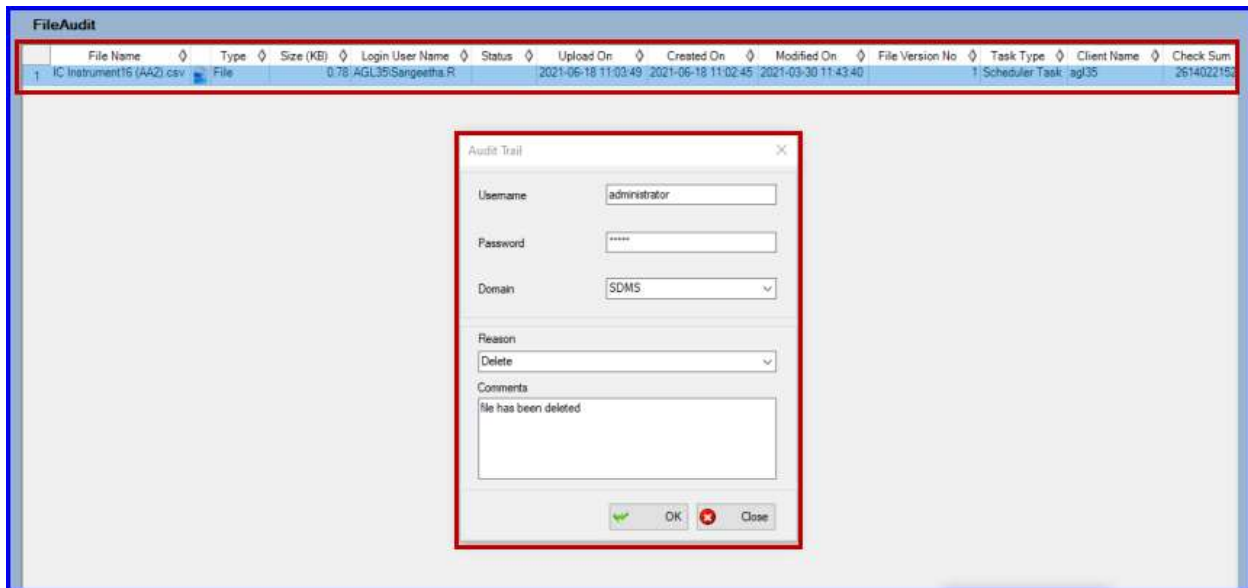 FileAudit
File Name Type Size (KB) Login User Name Status Upload On Created On Modified On File Version No Task Type Client Name Check Sum
1 IC Instrument16 (AA2).csv File 0.78 AGL35\Sangeetha.R 2021-06-18 11:03:49 2021-06-18 11:02:45 2021-03-30 11:43:40 1 Scheduler Task agl35 2614022152
Audit Trail
Username administrator
Password *****
Domain SDMS
Reason
Delete
Comments
file has been deleted
OK Close